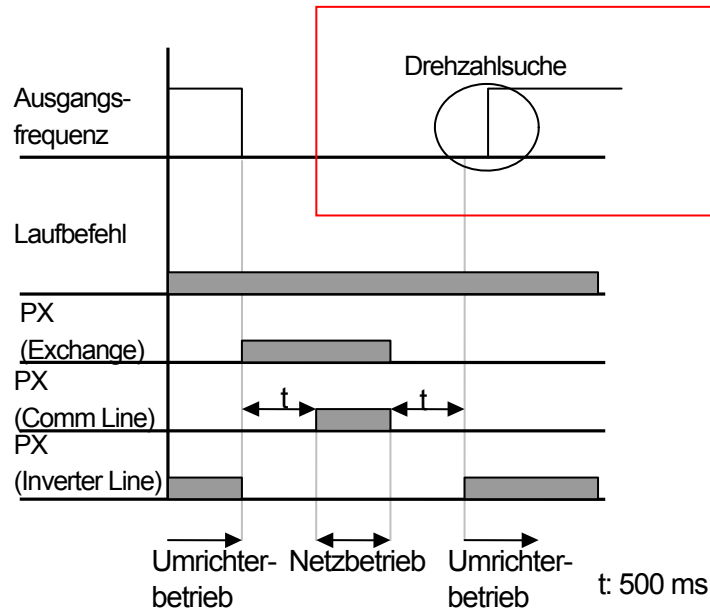 Drehzahlsuche
Ausgangs-
frequenz
Laufbefehl
PX
(Exchange)
PX
t
t
(Comm Line)
PX
(Inverter Line)
Umrichter-
betrieb
Netzbetrieb
Umrichter-
betrieb
t: 500 ms